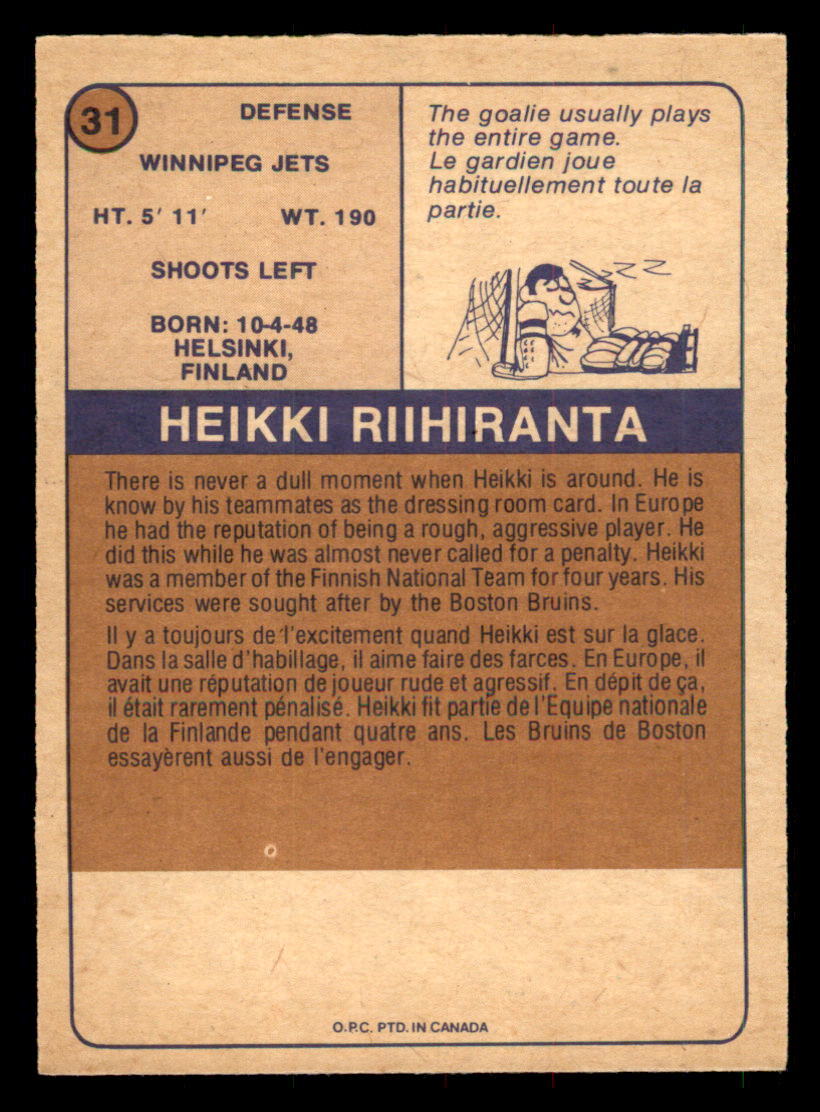 31
DEFENSE
WINNIPEG JETS
HT. 5' 11' WT. 190
SHOOTS LEFT
BORN: 10-4-48
HELSINKI,
FINLAND
The goalie usually plays
the entire game.
Le gardien joue
habituellement toute la
partie.
ZZZ
HEIKKI RIIHIRANTA
There is never a dull moment when Heikki is around. He is
know by his teammates as the dressing room card. In Europe
he had the reputation of being a rough, aggressive player. He
did this while he was almost never called for a penalty. Heikki
was a member of the Finnish National Team for four years. His
services were sought after by the Boston Bruins.
Il y a toujours de l'excitement quand Heikki est sur la glace.
Dans la salle d'habillage, il aime faire des farces. En Europe, il
avait une réputation de joueur rude et agressif. En dépit de ça,
il était rarement pénalisé. Heikki fit partie de l'Equipe nationale
de la Finlande pendant quatre ans. Les Bruins de Boston
essayèrent aussi de l'engager.
O.P.C. PTD. IN CANADA